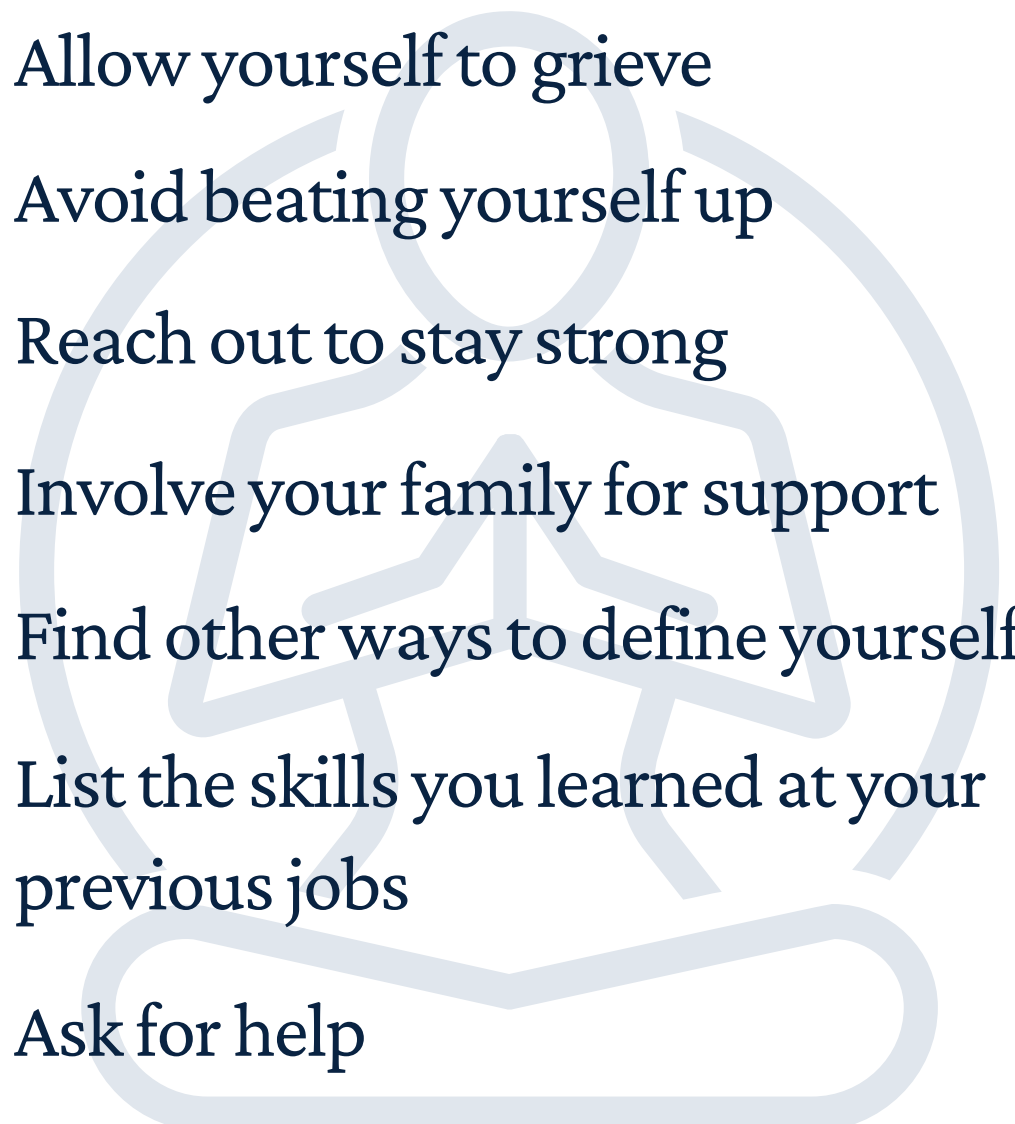 Allow yourself to grieve
Avoid beating yourself up
Reach out to stay strong
Involve your family for support
Find other ways to define yourself
List the skills you learned at your
previous jobs
Ask for help